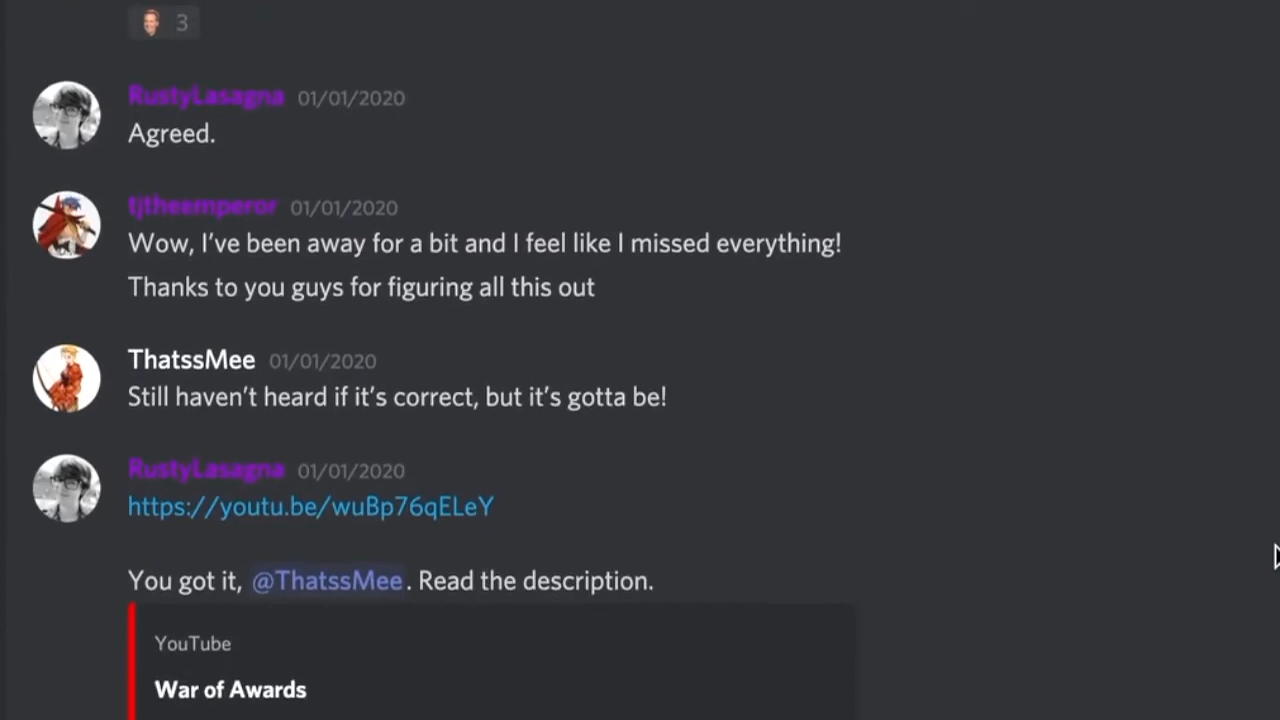 3
RustyLasagna 01/01/2020
Agreed.
tjtheemperor 01/01/2020
Wow, I've been away for a bit and I feel like I missed everything!
Thanks to you guys for figuring all this out
ThatssMee 01/01/2020
Still haven't heard if it's correct, but it's gotta be!
RustyLasagna 01/01/2020
https://youtu.be/wuBp76qELeY
You got it, @ThatssMee. Read the description.
YouTube
War of Awards